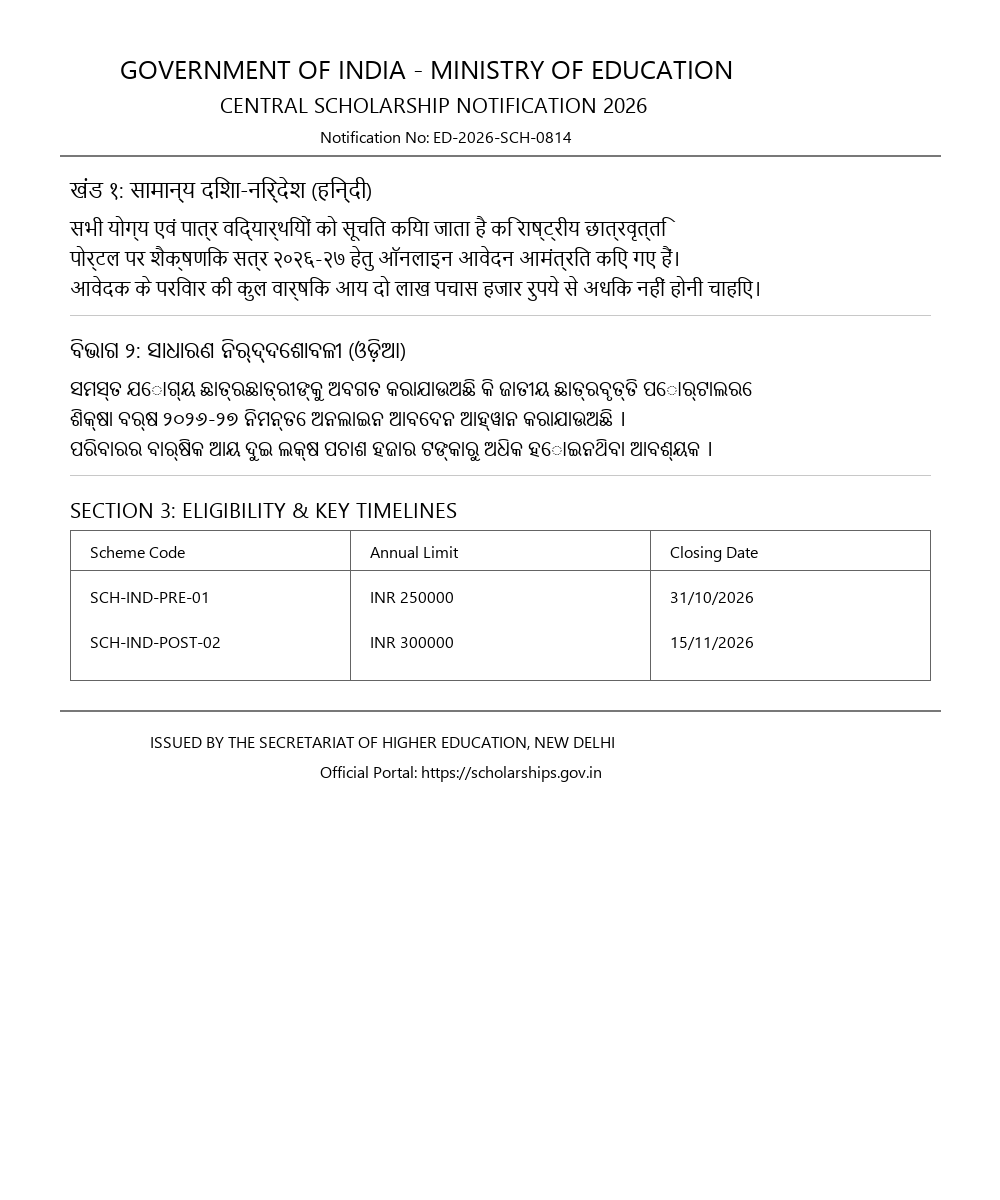 GOVERNMENT OF INDIA - MINISTRY OF EDUCATION
CENTRAL SCHOLARSHIP NOTIFICATION 2026
Notification No: ED-2026-SCH-0814
खंड १: सामान्य दिशा-निर्देश (हिन्दी)
सभी योग्य एवं पात्र विद्यार्थियों को सूचित किया जाता है कि राष्ट्रीय छात्रवृत्ति
पोर्टल पर शैक्षणिक सत्र २०२६-२७ हेतु ऑनलाइन आवेदन आमंत्रित किए गए हैं।
आवेदक के परिवार की कुल वार्षिक आय दो लाख पचास हजार रुपये से अधिक नहीं होनी चाहिए।
ବିଭାଗ ୨: ସାଧାରଣ ନିର୍ଦ୍ଦେଶାବଳୀ (ଓଡ଼ିଆ)
ସମସ୍ତ ଯୋଗ୍ୟ ଛାତ୍ରଛାତ୍ରୀଙ୍କୁ ଅବଗତ କରାଯାଉଅଛି କି ଜାତୀୟ ଛାତ୍ରବୃତ୍ତି ପୋର୍ଟାଲରେ
ଶିକ୍ଷା ବର୍ଷ ୨୦୨୬-୨୭ ନିମନ୍ତେ ଅନଲାଇନ ଆବେଦନ ଆହ୍ୱାନ କରାଯାଉଅଛି ।
ପରିବାରର ବାର୍ଷିକ ଆୟ ଦୁଇ ଲକ୍ଷ ପଚାଶ ହଜାର ଟଙ୍କାରୁ ଅଧିକ ହୋଇନଥିବା ଆବଶ୍ୟକ ।
SECTION 3: ELIGIBILITY & KEY TIMELINES
Scheme Code Annual Limit Closing Date
SCH-IND-PRE-01 INR 250000 31/10/2026
SCH-IND-POST-02 INR 300000 15/11/2026
ISSUED BY THE SECRETARIAT OF HIGHER EDUCATION, NEW DELHI
Official Portal: https://scholarships.gov.in